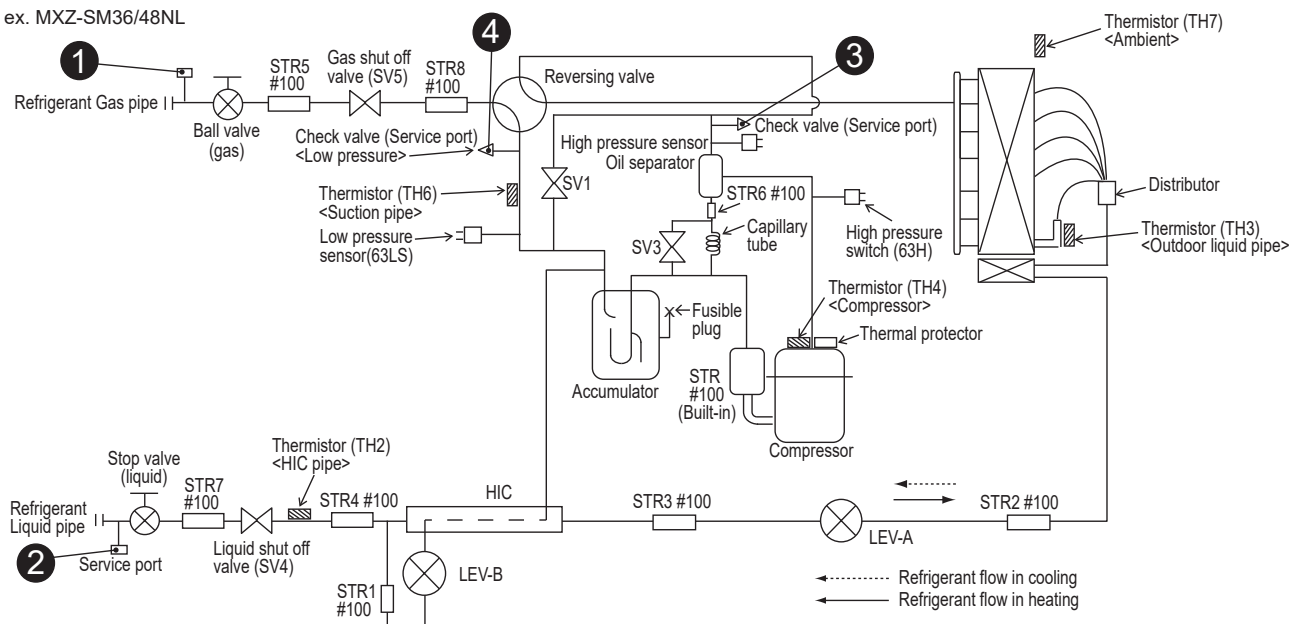 ex. MXZ-SM36/48NL
1
4
3
2
Thermistor (TH7)
<Ambient>
STR5
#100
Gas shut off
valve (SV5)
STR8
#100
Reversing valve
Refrigerant Gas pipe
Ball valve
(gas)
Check valve (Service port)
<Low pressure>
Check valve (Service port)
High pressure sensor
Oil separator
SV1
STR6 #100
Thermistor (TH6)
<Suction pipe>
Distributor
Low pressure
sensor(63LS)
SV3
Capillary
tube
High pressure
switch (63H)
Thermistor (TH3)
<Outdoor liquid pipe>
Thermistor (TH4)
<Compressor>
Fusible
plug
Thermal protector
Accumulator
STR
#100
(Built-in)
Compressor
Thermistor (TH2)
<HIC pipe>
Stop valve
(liquid)
STR7
#100
STR4 #100
HIC
STR3 #100
STR2 #100
Refrigerant
Liquid pipe
Service port
Liquid shut off
valve (SV4)
LEV-A
STR1
#100
LEV-B
Refrigerant flow in cooling
Refrigerant flow in heating